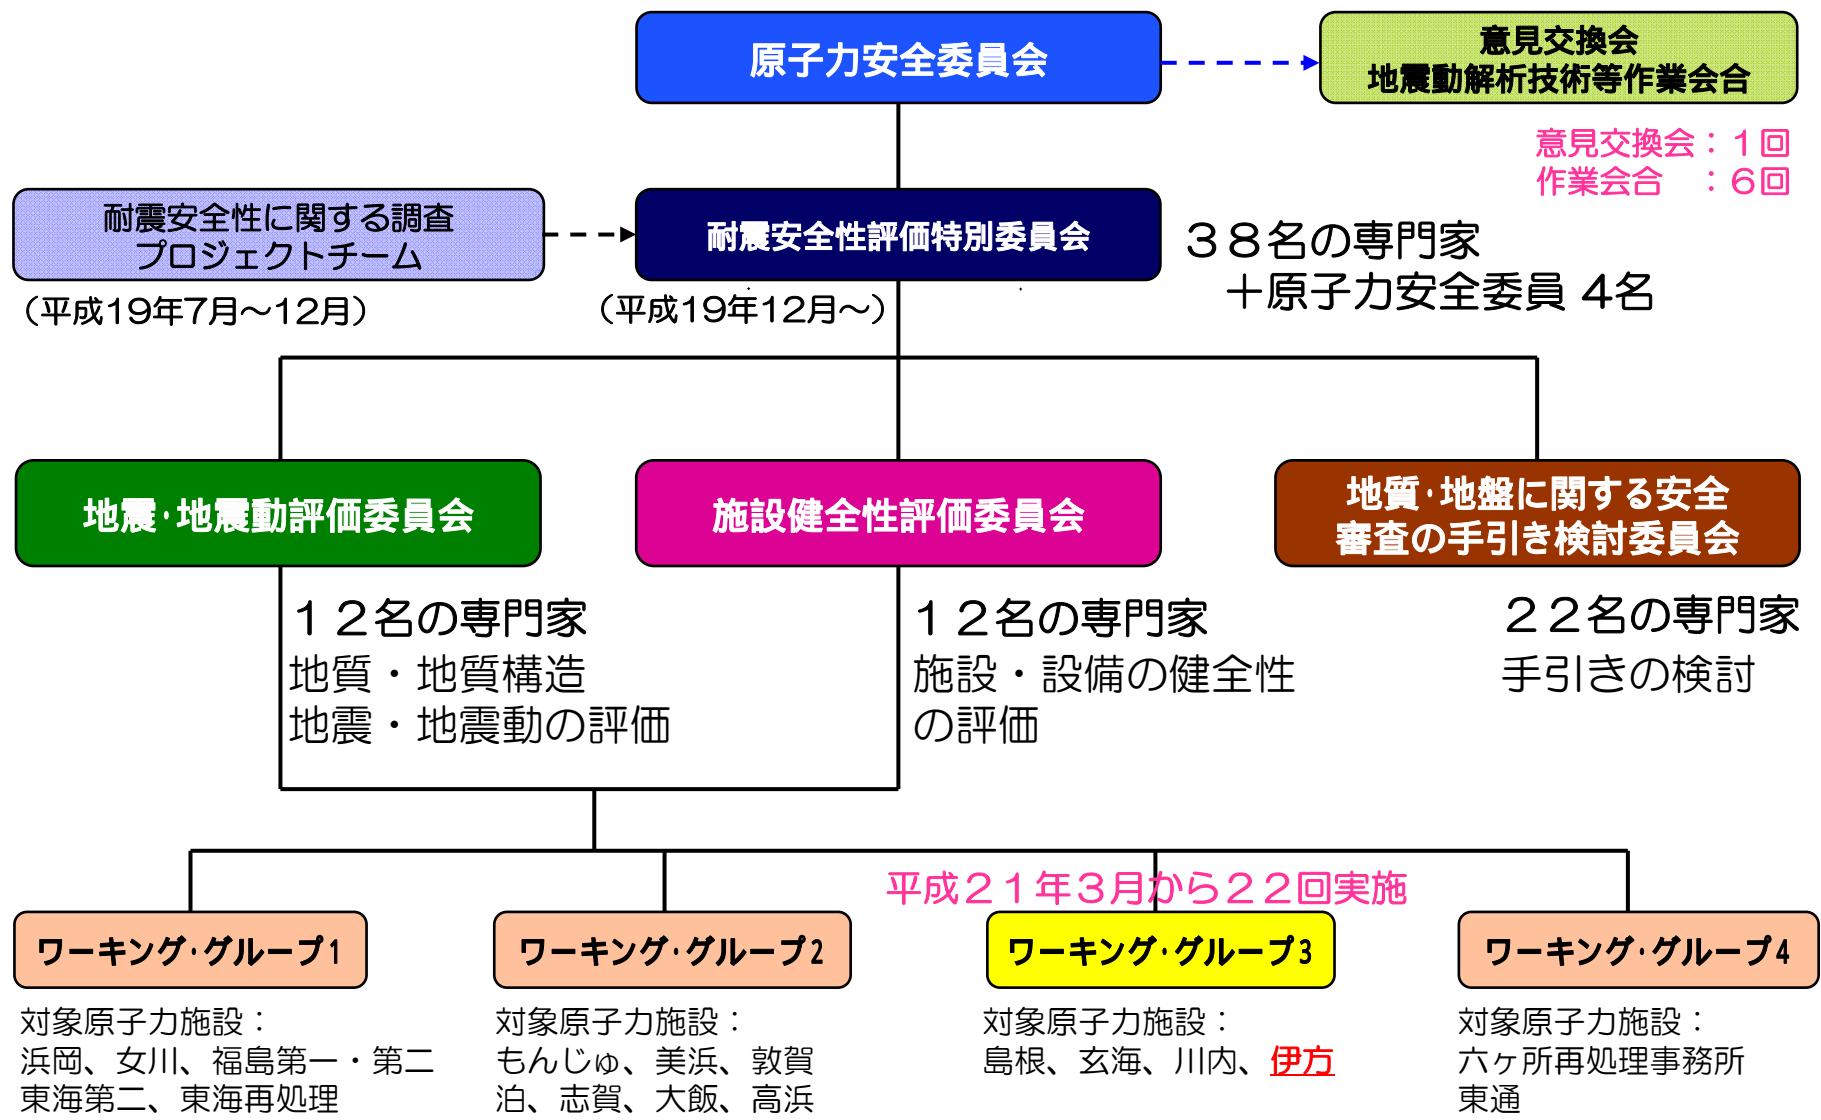 原子力安全委員会
意見交換会
地震動解析技術等作業会合
意見交換会：１回
作業会合　：６回
耐震安全性に関する調査
プロジェクトチーム
（平成19年7月～12月）
耐震安全性評価特別委員会
（平成19年12月～）
３８名の専門家
＋原子力安全委員 4名
地震・地震動評価委員会
施設健全性評価委員会
地質・地盤に関する安全
審査の手引き検討委員会
１２名の専門家
地質・地質構造
地震・地震動の評価
１２名の専門家
施設・設備の健全性
の評価
２２名の専門家
手引きの検討
平成２１年３月から２２回実施
ワーキング・グループ1
対象原子力施設：
浜岡、女川、福島第一・第二
東海第二、東海再処理
ワーキング・グループ2
対象原子力施設：
もんじゅ、美浜、敦賀
泊、志賀、大飯、高浜
ワーキング・グループ3
対象原子力施設：
島根、玄海、川内、伊方
ワーキング・グループ4
対象原子力施設：
六ヶ所再処理事務所
東通